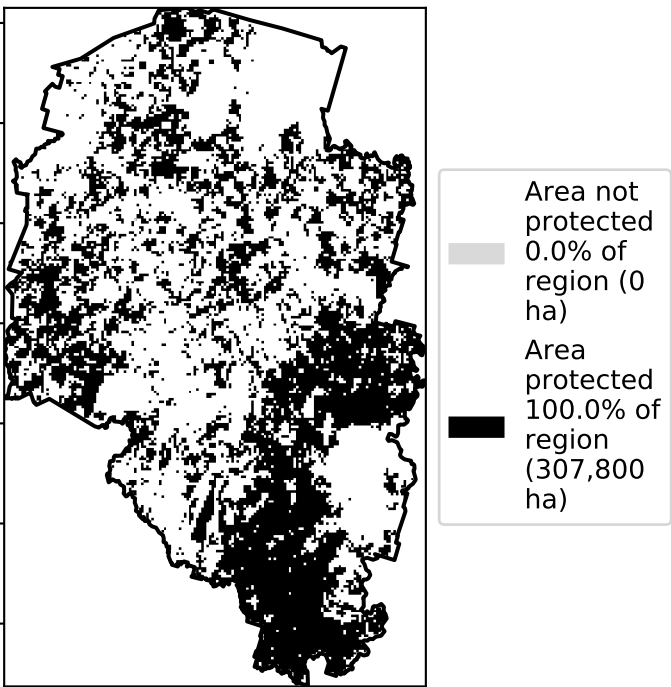 Area not
protected
0.0% of
region (0
ha)
Area
protected
100.0% of
region
(307,800
ha)